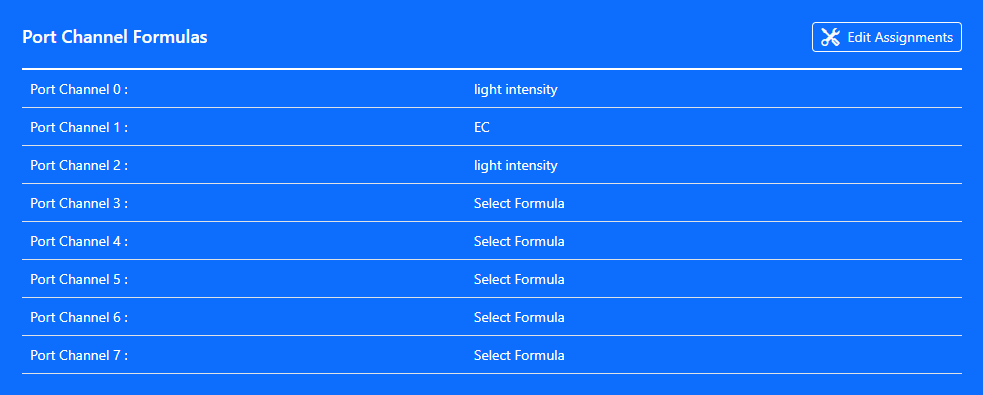 Port Channel Formulas
Edit Assignments
Port Channel 0 : light intensity
Port Channel 1 : EC
Port Channel 2 : light intensity
Port Channel 3 : Select Formula
Port Channel 4 : Select Formula
Port Channel 5 : Select Formula
Port Channel 6 : Select Formula
Port Channel 7 : Select Formula